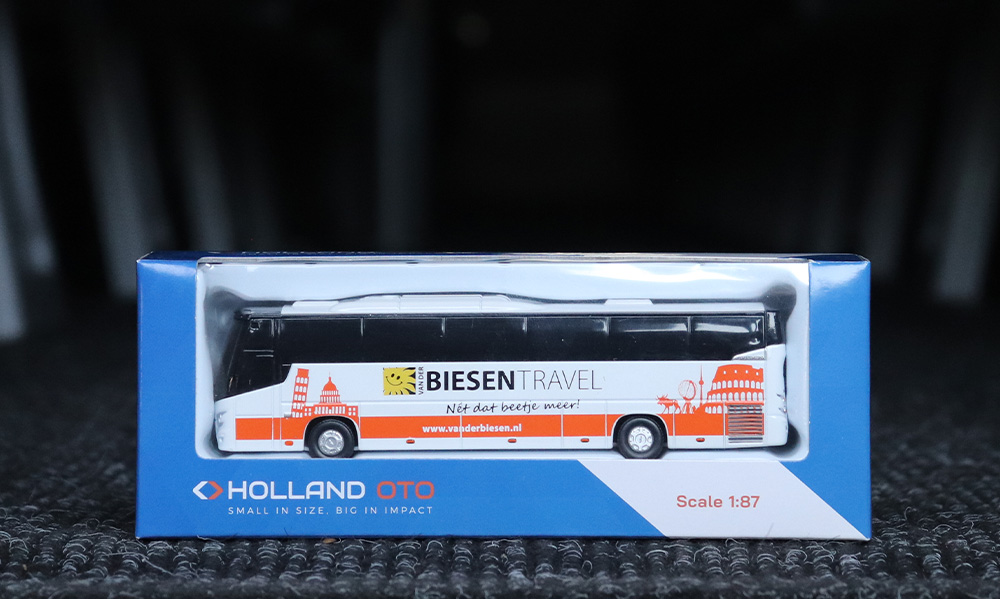 VAN DER BIESENTRAVEL
Nét dat beetje meer!
www.vanderbiesen.nl
HOLLAND OTO
SMALL IN SIZE, BIG IN IMPACT
Scale 1:87